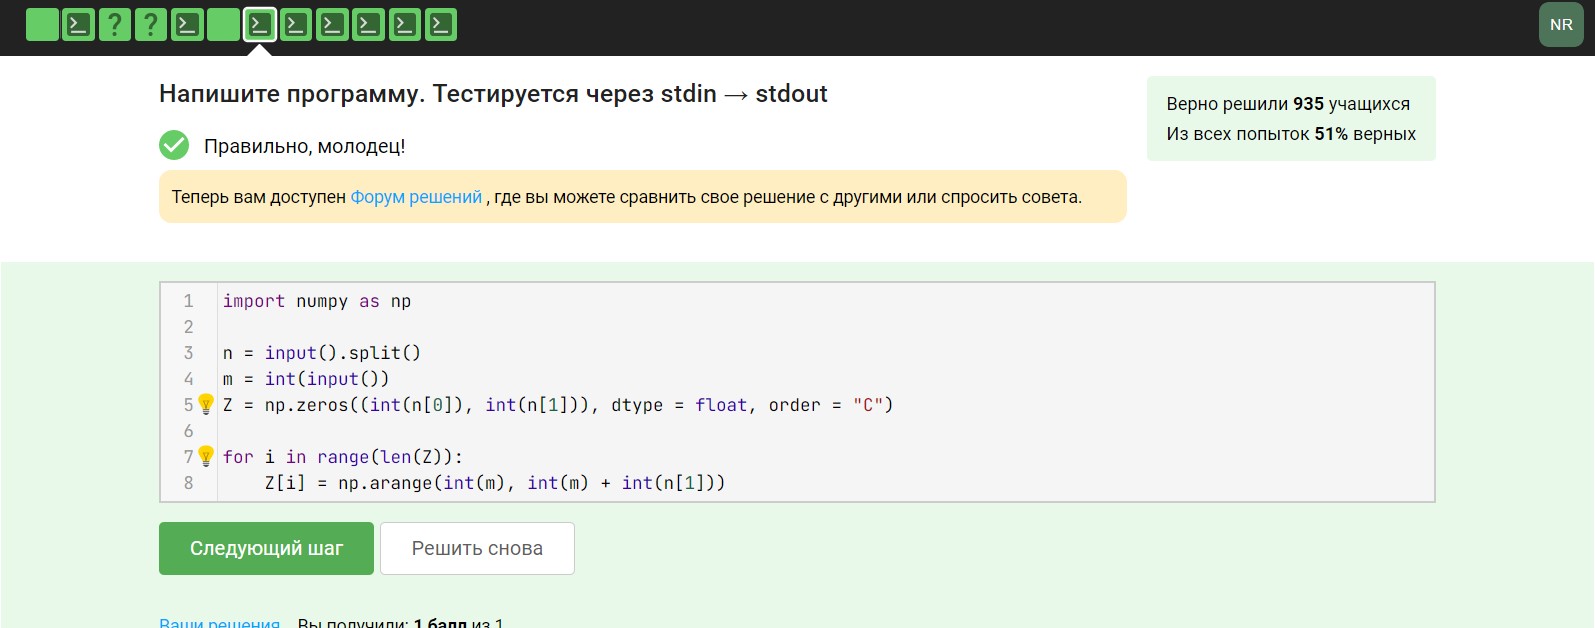 NR
Напишите программу. Тестируется через stdin → stdout
Верно решили 935 учащихся
Из всех попыток 51% верных
Правильно, молодец!
Теперь вам доступен Форум решений , где вы можете сравнить свое решение с другими или спросить совета.
1 import numpy as np
2
3 n = input().split()
4 m = int(input())
5 Z = np.zeros((int(n[0]), int(n[1])), dtype = float, order = "C")
6
7 for i in range(len(Z)):
8     Z[i] = np.arange(int(m), int(m) + int(n[1]))
Следующий шаг Решить снова
Ваши решения Вы получили: 1 балл из 1